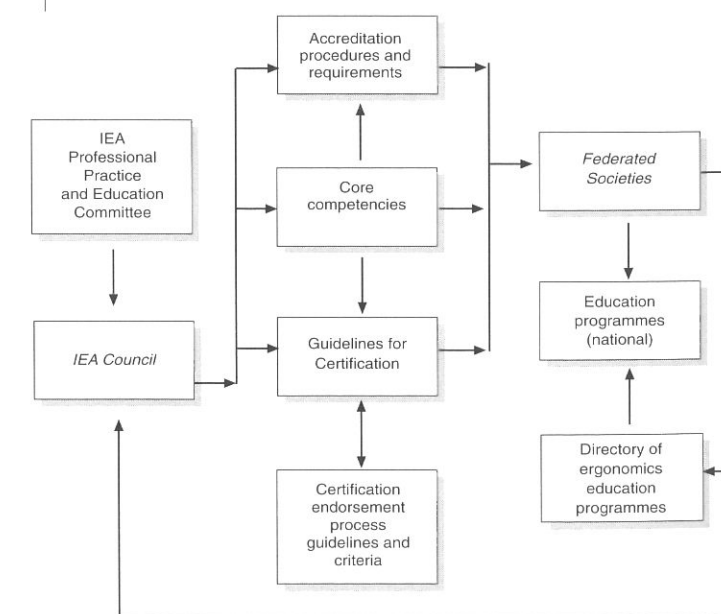 Accreditation
procedures and
requirements
IEA
Professional
Practice
and Education
Committee
Core
competencies
Federated
Societies
IEA Council
Guidelines for
Certification
Education
programmes
(national)
Certification
endorsement
process
guidelines and
criteria
Directory of
ergonomics
education
programmes